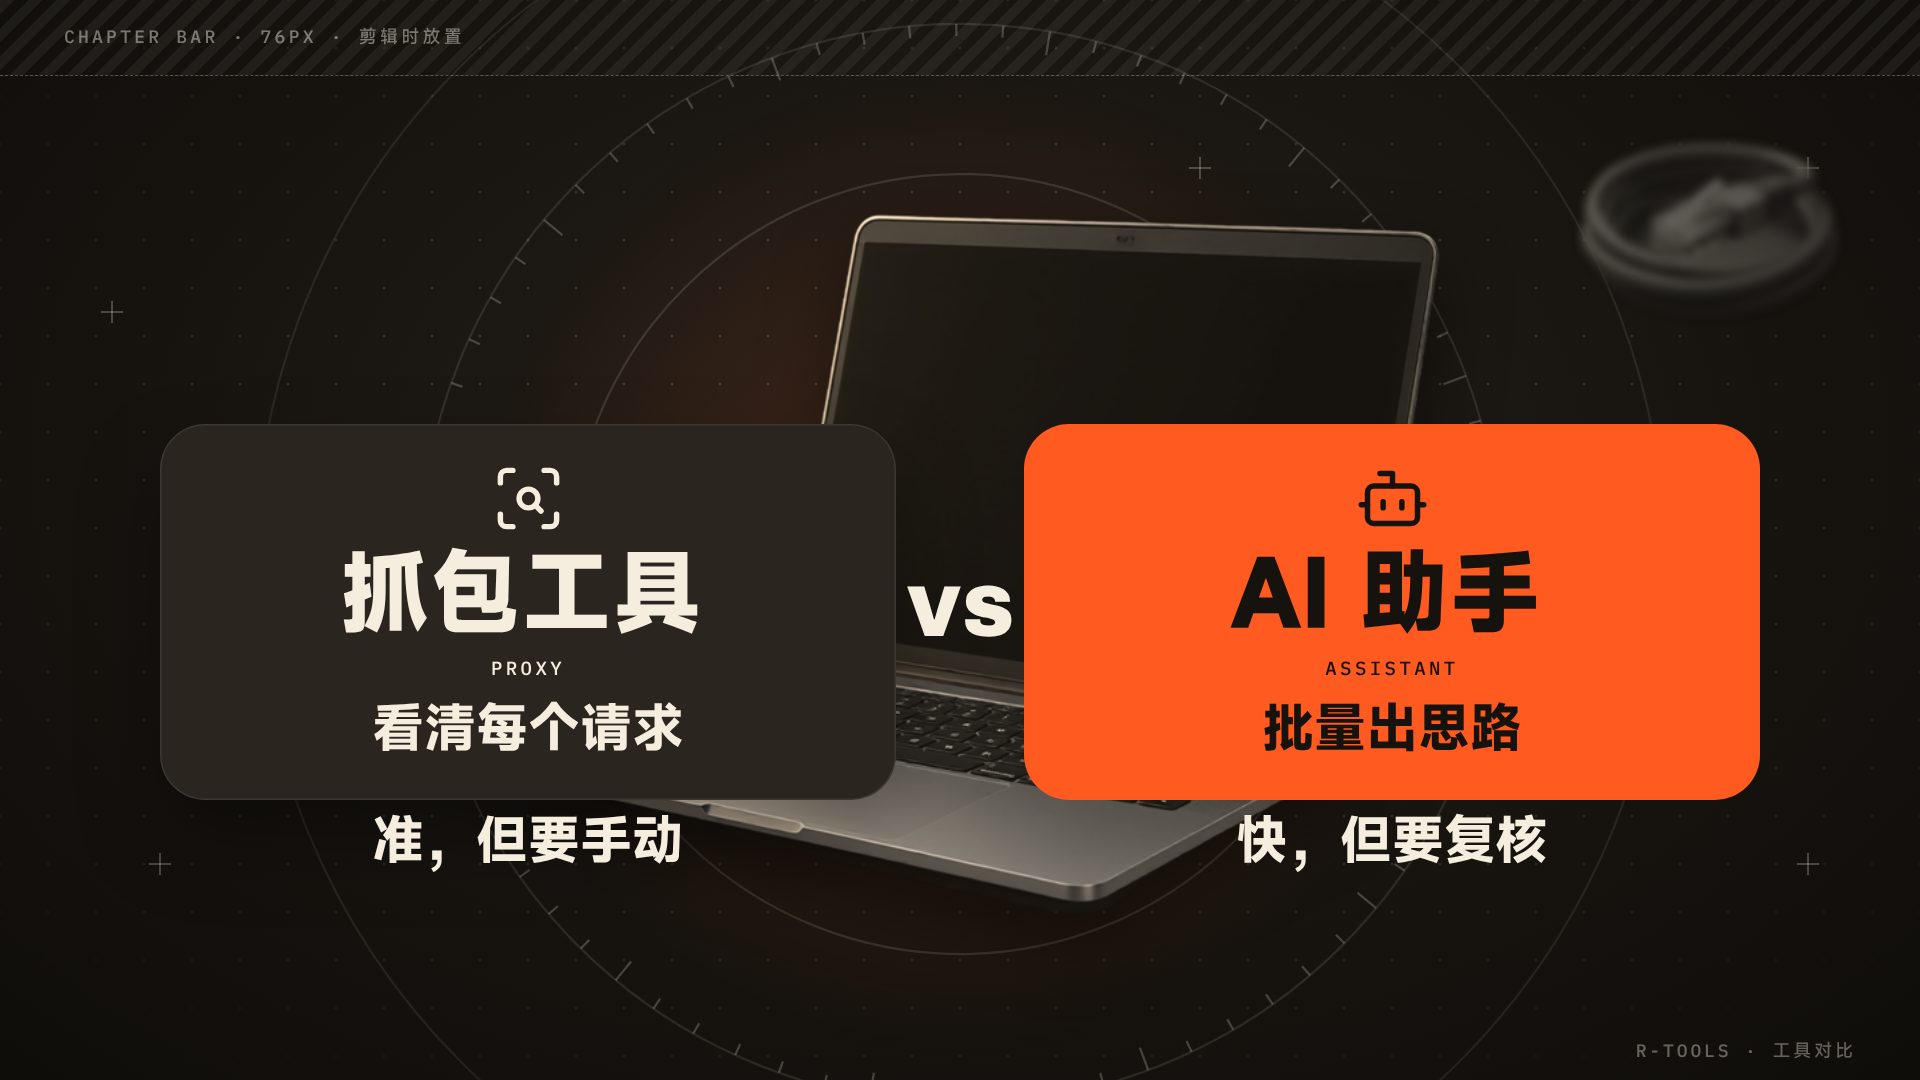 CHAPTER BAR · 76PX · 剪辑时放置
抓包工具
PROXY
看清每个请求
准，但要手动
VS
AI 助手
ASSISTANT
批量出思路
快，但要复核
R-TOOLS · 工具对比